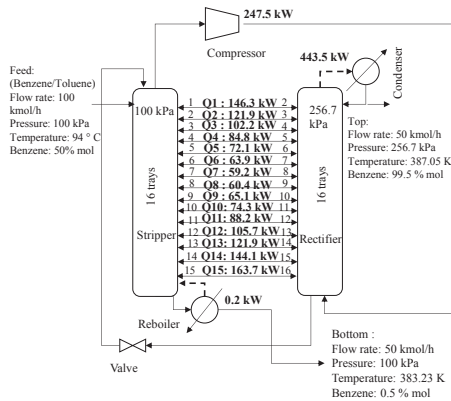 247.5 kW
Compressor
443.5 kW
Condenser
Feed:
(Benzene/Toluene)
Flow rate: 100
kmol/h
Pressure: 100 kPa
Temperature: 94 ° C
Benzene: 50% mol
100 kPa
16 trays
Stripper
1 Q1 : 146.3 kW 2
2 Q2 : 121.9 kW 3
3 Q3 : 102.2 kW 4
4 Q4 : 84.8 kW 5
5 Q5 : 72.1 kW 6
6 Q6 : 63.9 kW 7
7 Q7 : 59.2 kW 8
8 Q8 : 60.4 kW 9
9 Q9 : 65.1 kW 10
10 Q10 : 74.3 kW 11
11 Q11: 88.2 kW 12
12 Q12: 105.7 kW 13
13 Q13: 121.9 kW 14
14 Q14: 144.1 kW 15
15 Q15: 163.7 kW 16
256.7
kPa
16 trays
Rectifier
Top:
Flow rate: 50 kmol/h
Pressure: 256.7 kPa
Temperature: 387.05 K
Benzene: 99.5 % mol
0.2 kW
Reboiler
Valve
Bottom :
Flow rate: 50 kmol/h
Pressure: 100 kPa
Temperature: 383.23 K
Benzene: 0.5 % mol